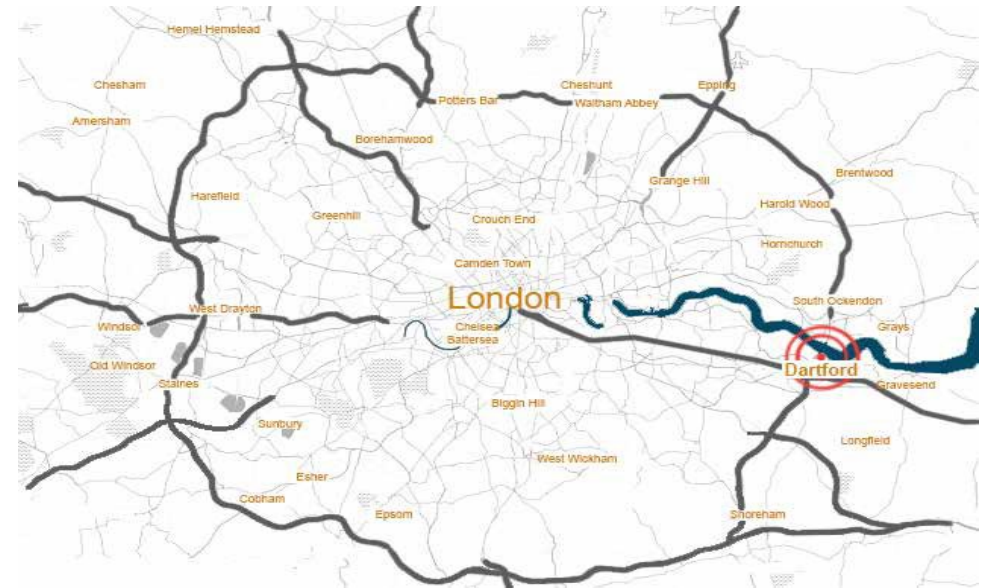 Hemel Hemstead
Chesham
Cheshunt
Epping
Potters Bar
Waltham Abbey
Amersham
Borehamwood
Brentwood
Grange Hill
Harefield
Harold Wood
Greenhill
Crouch End
Hornchurch
Camden Town
London
South Ockendon
West Drayton
Windsor
Chelsea
Grays
Battersea
Old Windsor
Dartford
Staines
Gravesend
Biggin Hill
Sunbury
Longfield
West Wickham
Esher
Cobham
Epsom
Shoreham